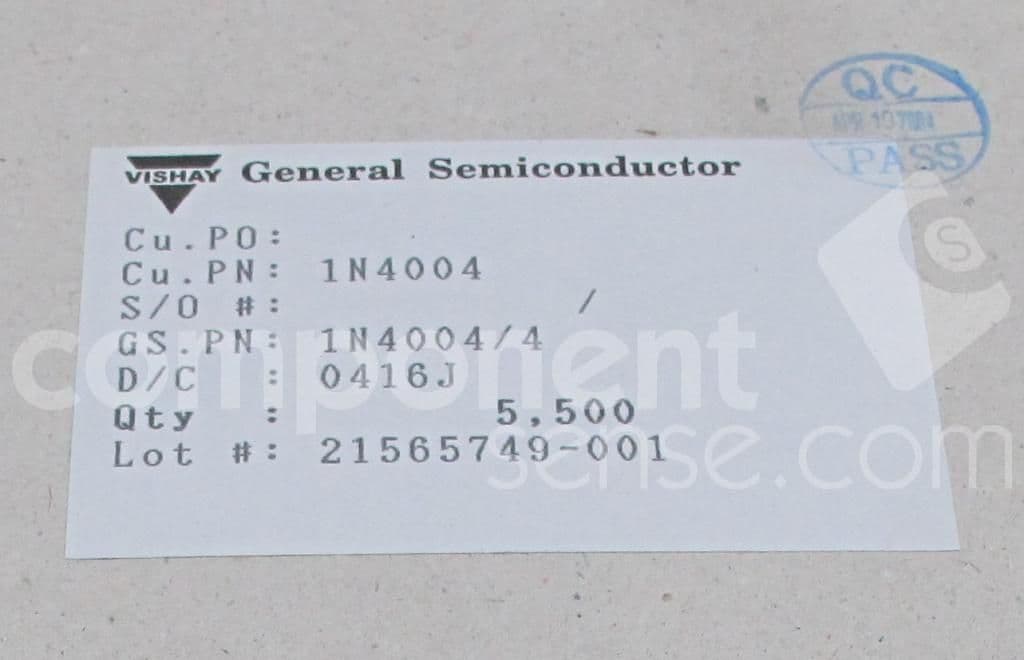 QC
PASS
VISHAY General Semiconductor
Cu.PO:
Cu.PN: 1N4004
S/O #: /
GS.PN: 1N4004/4
D/C : 0416J
Qty : 5,500
Lot #: 21565749-001
component
sense.com
CS